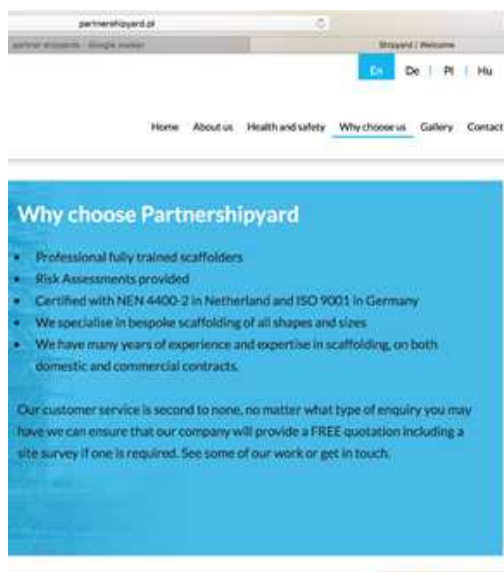 partnershipyard.pl
partner shipyards - Google zoeken
Shipyard | Welcome
En De | Pl | Hu
Home About us Health and safety Why choose us Gallery Contact
Why choose Partnershipyard
• Professional fully trained scaffolders
• Risk Assessments provided
• Certified with NEN 4400-2 in Netherland and ISO 9001 in Germany
• We specialise in bespoke scaffolding of all shapes and sizes
• We have many years of experience and expertise in scaffolding, on both
domestic and commercial contracts.
Our customer service is second to none, no matter what type of enquiry you may
have we can ensure that our company will provide a FREE quotation including a
site survey if one is required. See some of our work or get in touch.